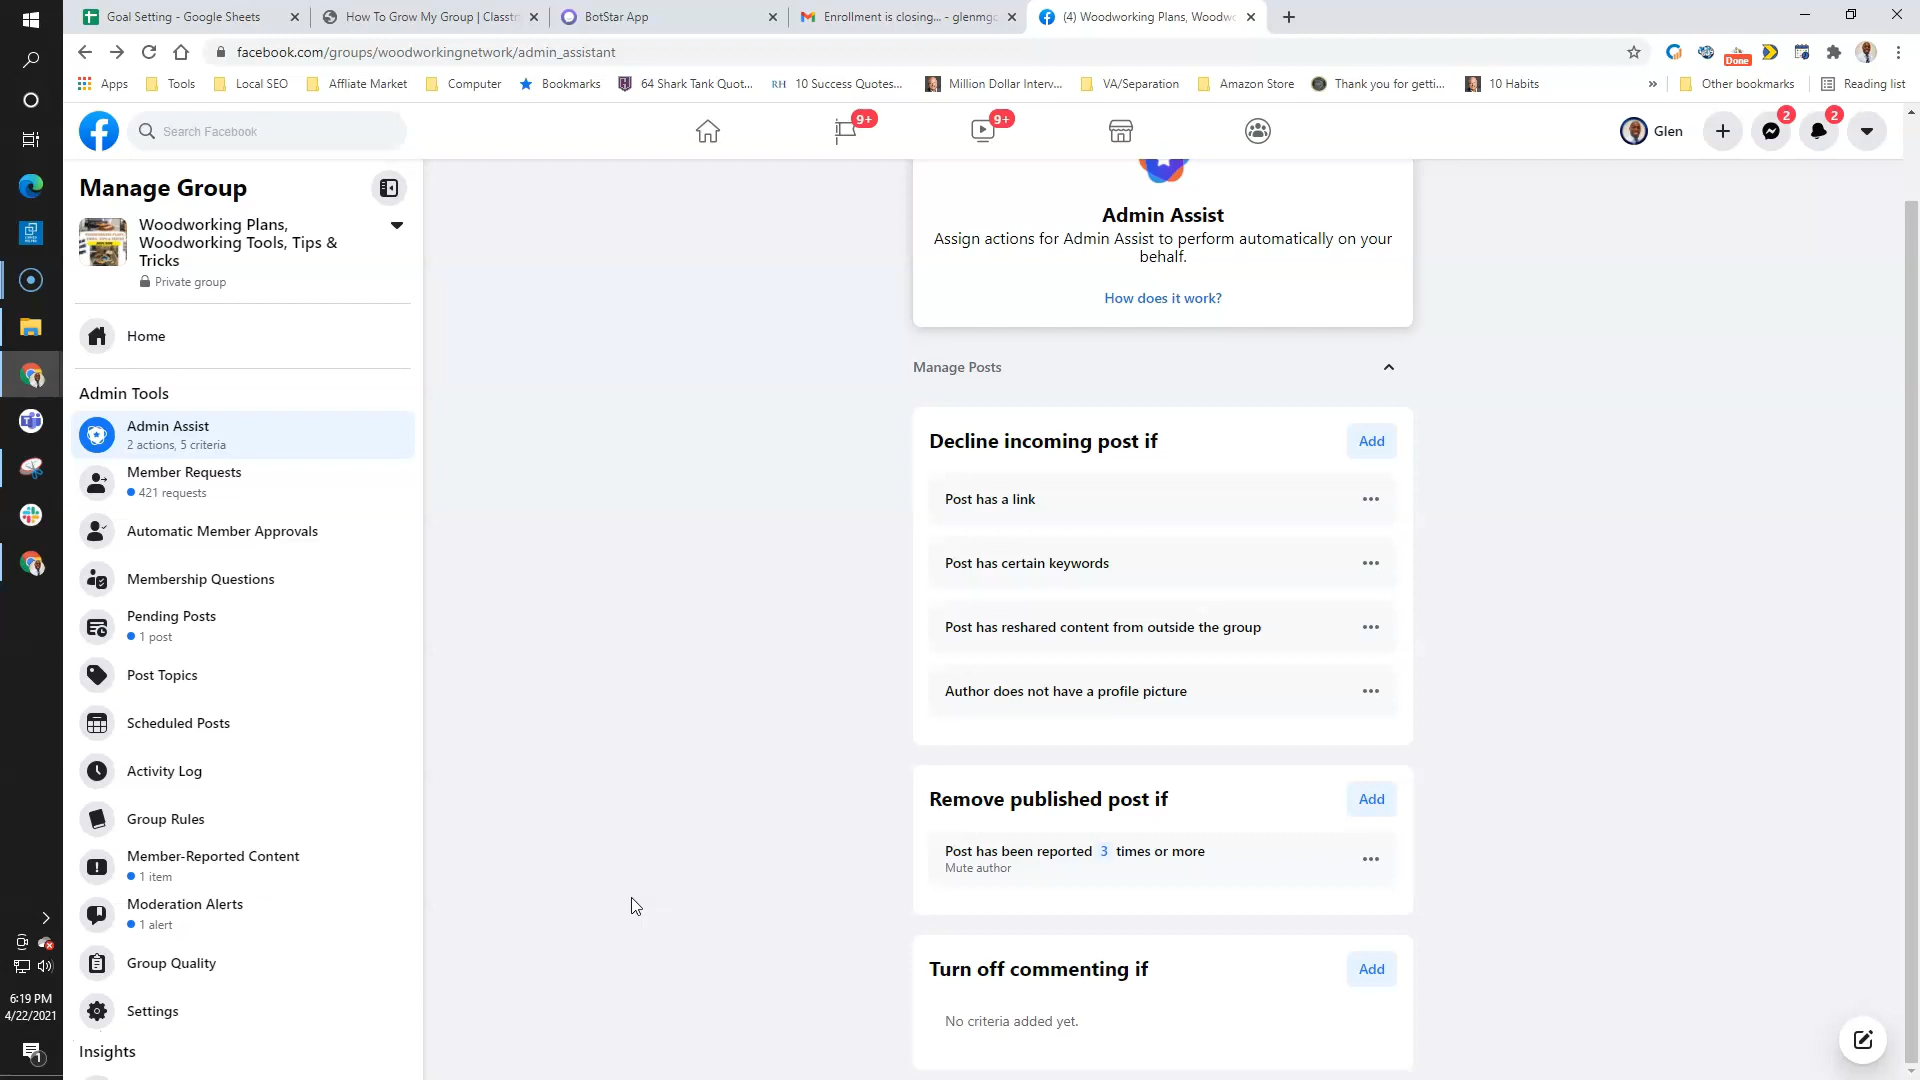 Goal Setting - Google Sheets
How To Grow My Group | Classtr
BotStar App
Enrollment is closing... - glenmgc
(4) Woodworking Plans, Woodwo
facebook.com/groups/woodworkingnetwork/admin_assistant
Done
Apps
Tools
Local SEO
Affliate Market
Computer
Bookmarks
64 Shark Tank Quot...
RH
10 Success Quotes...
Million Dollar Interv...
VA/Separation
Amazon Store
Thank you for getti...
10 Habits
»
Other bookmarks
Reading list
Search Facebook
9+
9+
Glen
2
2
Manage Group
Woodworking Plans,
Woodworking Tools, Tips &
Tricks
Private group
Home
Admin Tools
Admin Assist
2 actions, 5 criteria
Member Requests
421 requests
Automatic Member Approvals
Membership Questions
Pending Posts
1 post
Post Topics
Scheduled Posts
Activity Log
Group Rules
Member-Reported Content
1 item
Moderation Alerts
1 alert
Group Quality
Settings
Insights
Admin Assist
Assign actions for Admin Assist to perform automatically on your
behalf.
How does it work?
Manage Posts
Decline incoming post if
Add
Post has a link
Post has certain keywords
Post has reshared content from outside the group
Author does not have a profile picture
Remove published post if
Add
Post has been reported 3 times or more
Mute author
Turn off commenting if
Add
No criteria added yet.
6:19 PM
4/22/2021
1